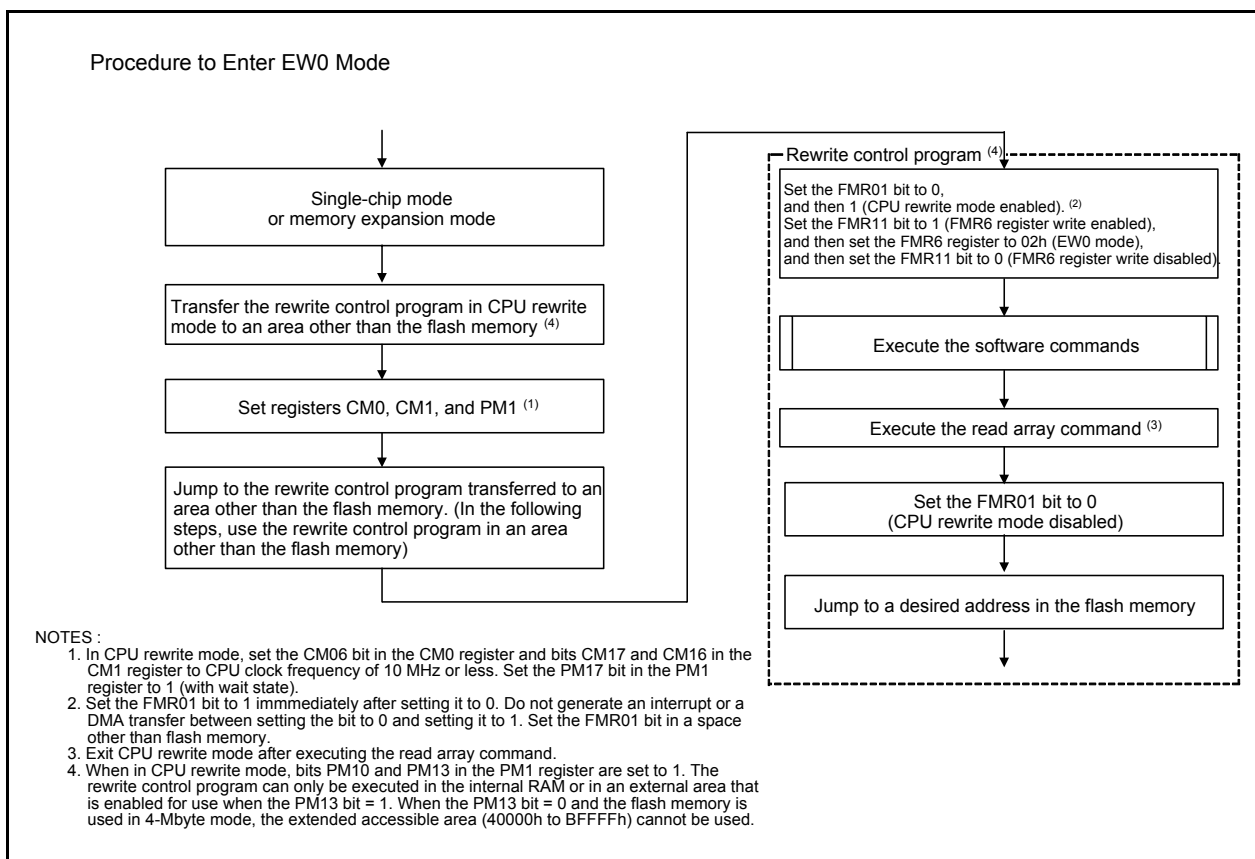 Procedure to Enter EW0 Mode
Single-chip mode
or memory expansion mode
Transfer the rewrite control program in CPU rewrite
mode to an area other than the flash memory (4)
Set registers CM0, CM1, and PM1 (1)
Jump to the rewrite control program transferred to an
area other than the flash memory. (In the following
steps, use the rewrite control program in an area
other than the flash memory)
Rewrite control program (4)
Set the FMR01 bit to 0,
and then 1 (CPU rewrite mode enabled). (2)
Set the FMR11 bit to 1 (FMR6 register write enabled),
and then set the FMR6 register to 02h (EW0 mode),
and then set the FMR11 bit to 0 (FMR6 register write disabled).
Execute the software commands
Execute the read array command (3)
Set the FMR01 bit to 0
(CPU rewrite mode disabled)
Jump to a desired address in the flash memory
NOTES :
1. In CPU rewrite mode, set the CM06 bit in the CM0 register and bits CM17 and CM16 in the
CM1 register to CPU clock frequency of 10 MHz or less. Set the PM17 bit in the PM1
register to 1 (with wait state).
2. Set the FMR01 bit to 1 immmediately after setting it to 0. Do not generate an interrupt or a
DMA transfer between setting the bit to 0 and setting it to 1. Set the FMR01 bit in a space
other than flash memory.
3. Exit CPU rewrite mode after executing the read array command.
4. When in CPU rewrite mode, bits PM10 and PM13 in the PM1 register are set to 1. The
rewrite control program can only be executed in the internal RAM or in an external area that
is enabled for use when the PM13 bit = 1. When the PM13 bit = 0 and the flash memory is
used in 4-Mbyte mode, the extended accessible area (40000h to BFFFFh) cannot be used.